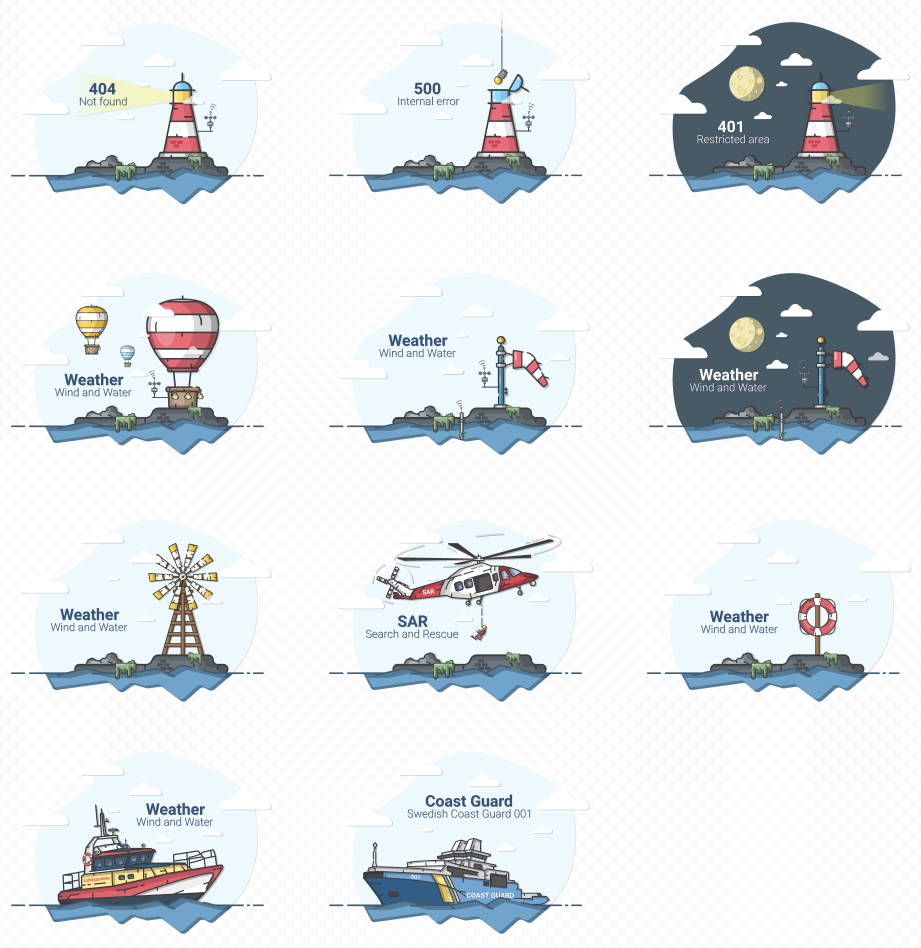 404
Not found
500
Internal error
401
Restricted area
Weather
Wind and Water
Weather
Wind and Water
Weather
Wind and Water
Weather
Wind and Water
SAR
SAR
Search and Rescue
Weather
Wind and Water
Weather
Wind and Water
Coast Guard
Swedish Coast Guard 001
001
COAST GUARD